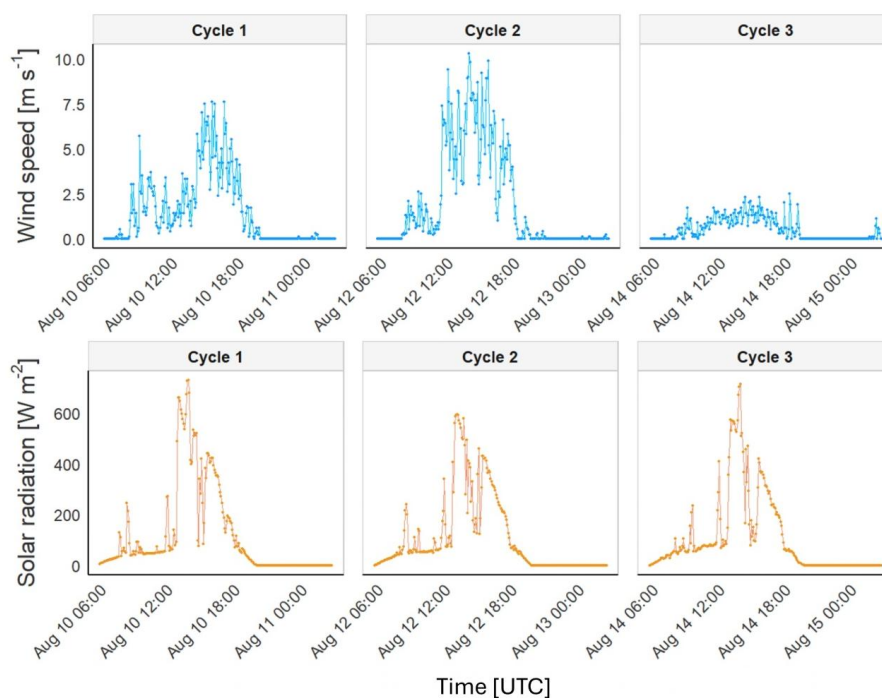 Cycle 1 Cycle 2 Cycle 3
Wind speed [m s⁻¹]
10.0
7.5
5.0
2.5
0.0
Aug 10 06:00 Aug 10 12:00 Aug 10 18:00 Aug 11 00:00 Aug 12 06:00 Aug 12 12:00 Aug 12 18:00 Aug 13 00:00 Aug 14 06:00 Aug 14 12:00 Aug 14 18:00 Aug 15 00:00
Cycle 1 Cycle 2 Cycle 3
Solar radiation [W m⁻²]
600
400
200
0
Aug 10 06:00 Aug 10 12:00 Aug 10 18:00 Aug 11 00:00 Aug 12 06:00 Aug 12 12:00 Aug 12 18:00 Aug 13 00:00 Aug 14 06:00 Aug 14 12:00 Aug 14 18:00 Aug 15 00:00
Time [UTC]